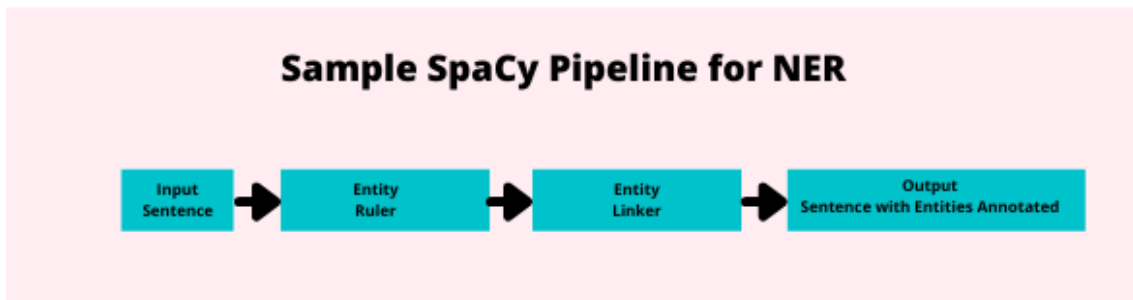 Sample SpaCy Pipeline for NER
Input
Sentence
Entity
Ruler
Entity
Linker
Output
Sentence with Entities Annotated